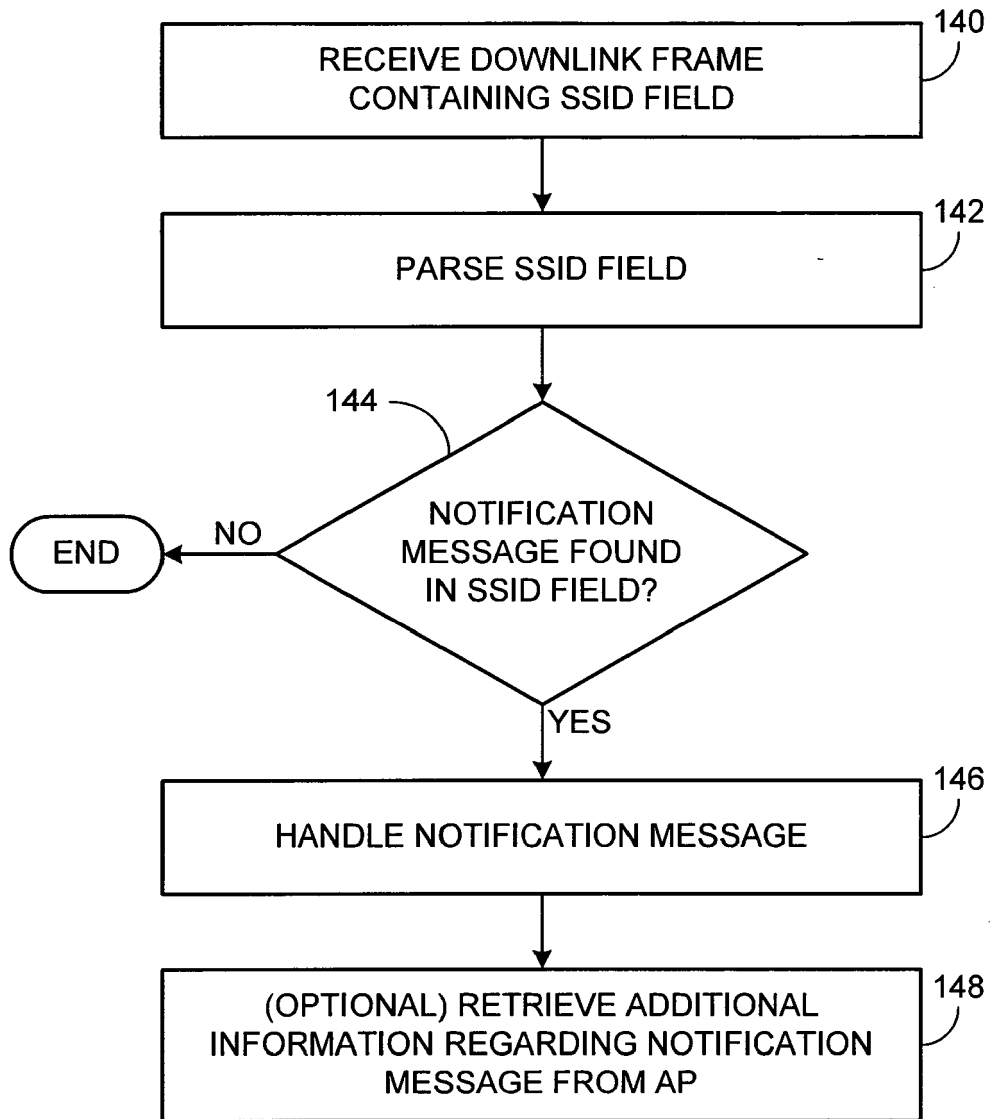 140
RECEIVE DOWNLINK FRAME
CONTAINING SSID FIELD
142
PARSE SSID FIELD
144
NOTIFICATION
MESSAGE FOUND
IN SSID FIELD?
NO
END
YES
146
HANDLE NOTIFICATION MESSAGE
148
(OPTIONAL) RETRIEVE ADDITIONAL
INFORMATION REGARDING NOTIFICATION
MESSAGE FROM AP